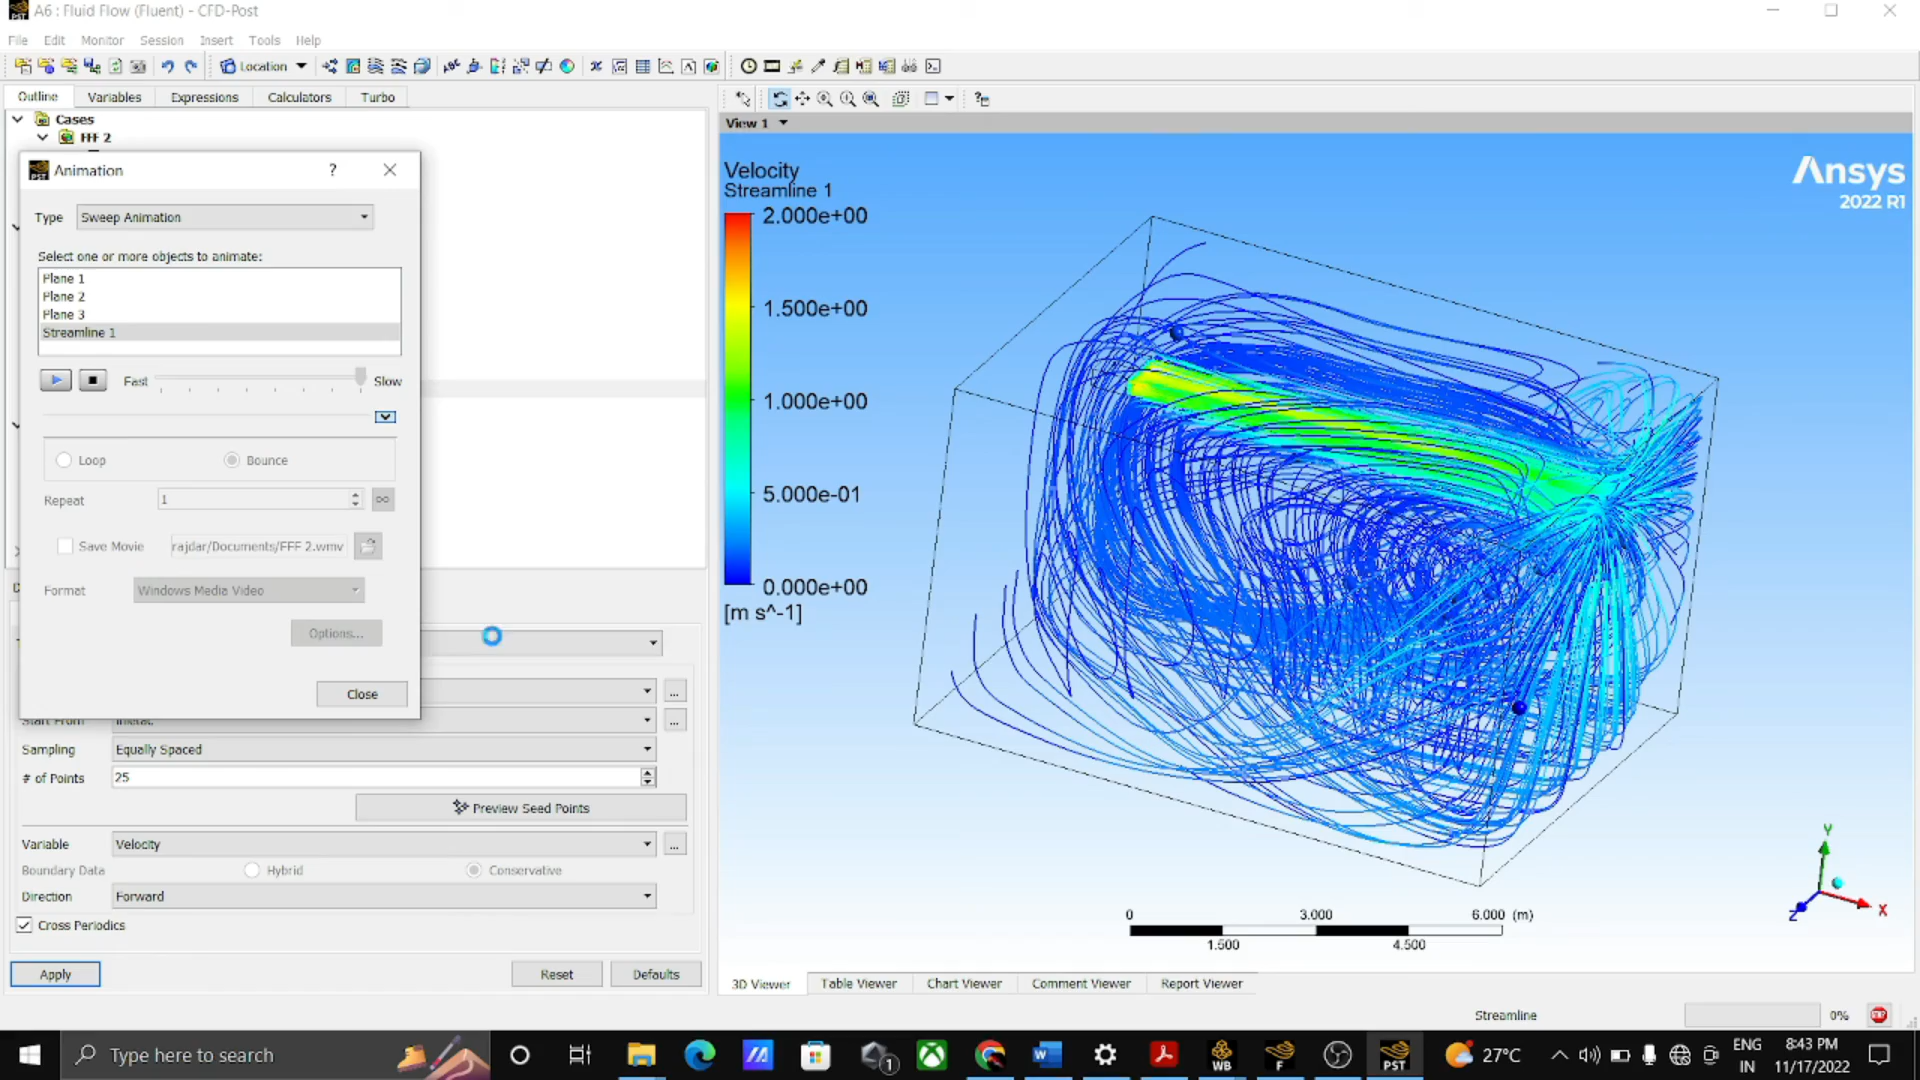 A6 : Fluid Flow (Fluent) - CFD-Post
File Edit Monitor Session Insert Tools Help
Location
Outline Variables Expressions Calculators Turbo
Cases
FFF 2
Animation ?
Type Sweep Animation
Select one or more objects to animate:
Plane 1
Plane 2
Plane 3
Streamline 1
Fast Slow
Loop Bounce
Repeat 1
Save Movie rajdar/Documents/FFF 2.wmv
Format Windows Media Video
Options...
Close
...
Start From ...
Sampling Equally Spaced
# of Points 25
Preview Seed Points
Variable Velocity ...
Boundary Data Hybrid Conservative
Direction Forward
Cross Periodics
Apply Reset Defaults
View 1
Velocity
Streamline 1
2.000e+00
1.500e+00
1.000e+00
5.000e-01
0.000e+00
[m s^-1]
Ansys
2022 R1
Y
X
Z
0 3.000 6.000 (m)
1.500 4.500
3D Viewer Table Viewer Chart Viewer Comment Viewer Report Viewer
Streamline 0%
Type here to search
1
WB
F
PST
27°C
ENG
IN
8:43 PM
11/17/2022